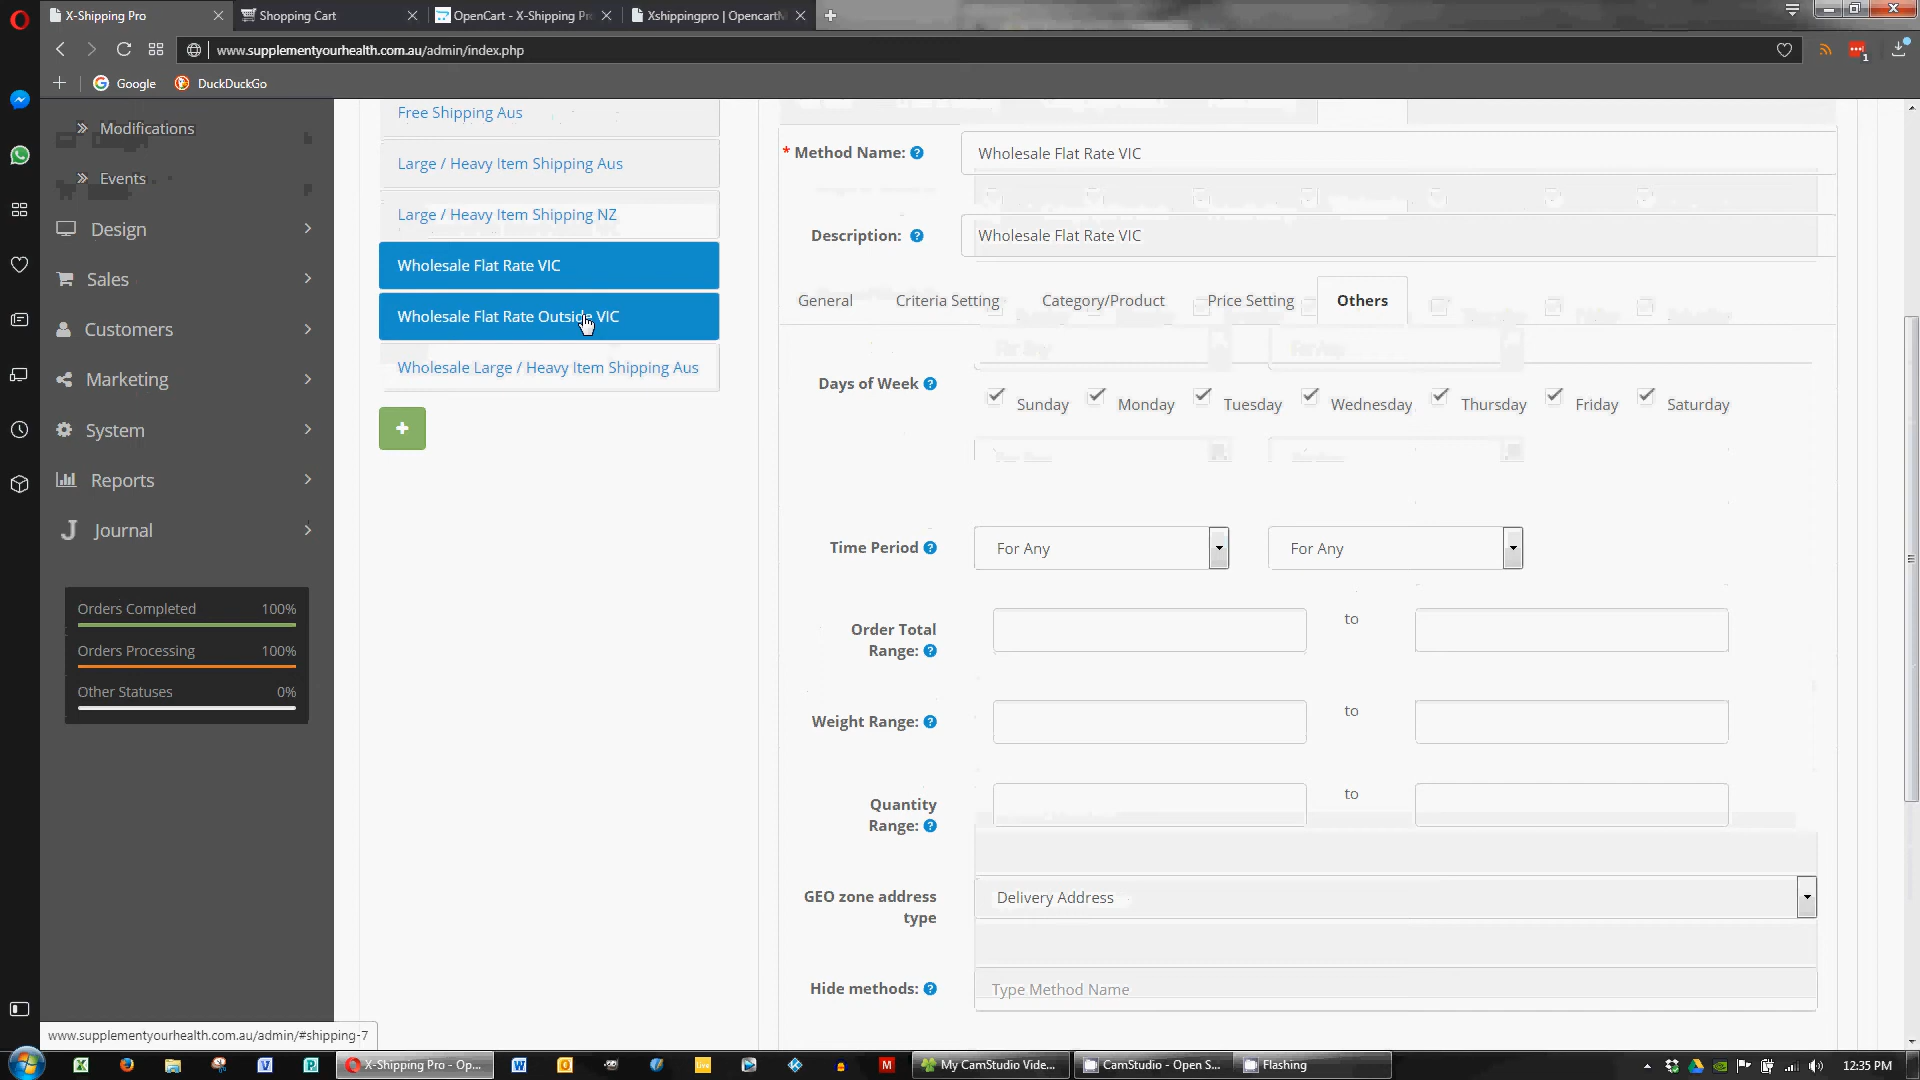 X-Shipping Pro
Shopping Cart
OpenCart - X-Shipping Pr
Xshippingpro | Opencart
www.supplementyourhealth.com.au/admin/index.php
1
Google
DuckDuckGo
Modifications
Events
Design
Sales
Customers
Marketing
System
Reports
Journal
Orders Completed 100%
Orders Processing 100%
Other Statuses 0%
Free Shipping Aus
Large / Heavy Item Shipping Aus
Large / Heavy Item Shipping NZ
Wholesale Flat Rate VIC
Wholesale Flat Rate Outside VIC
Wholesale Large / Heavy Item Shipping Aus
+
* Method Name: ? Wholesale Flat Rate VIC
Description: ? Wholesale Flat Rate VIC
General Criteria Setting Category/Product Price Setting Others
Days of Week ? Sunday Monday Tuesday Wednesday Thursday Friday Saturday
Time Period ? For Any For Any
Order Total Range: ? to
Weight Range: ? to
Quantity Range: ? to
GEO zone address type Delivery Address
Hide methods: ? Type Method Name
www.supplementyourhealth.com.au/admin/#shipping-7
X-Shipping Pro - Op...
My CamStudio Vide...
CamStudio - Open S...
Flashing
12:35 PM